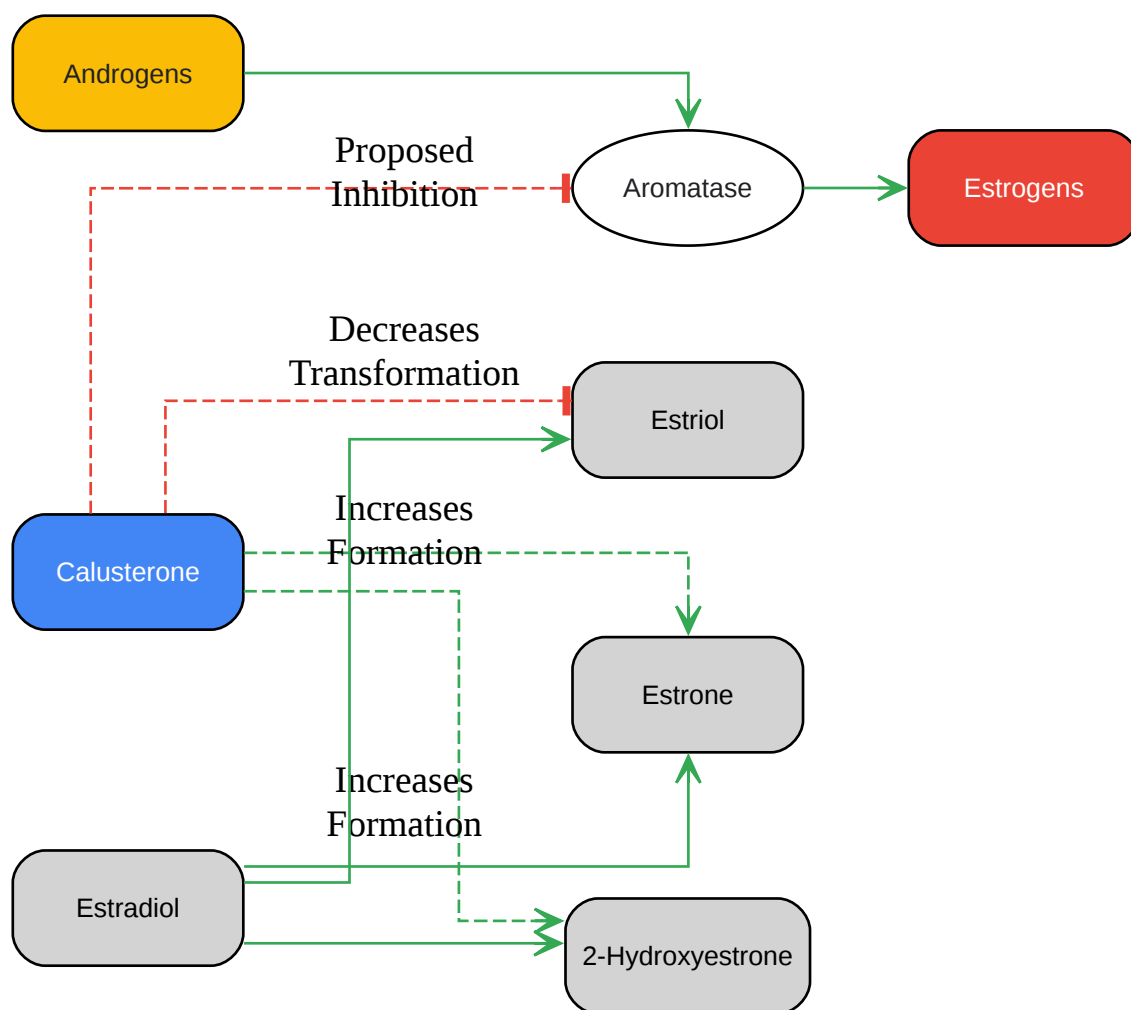 Androgens
Proposed
Inhibition
Aromatase
Estrogens
Decreases
Transformation
Estriol
Increases
Formation
Calusterone
Estrone
Increases
Formation
Estradiol
2-Hydroxyestrone